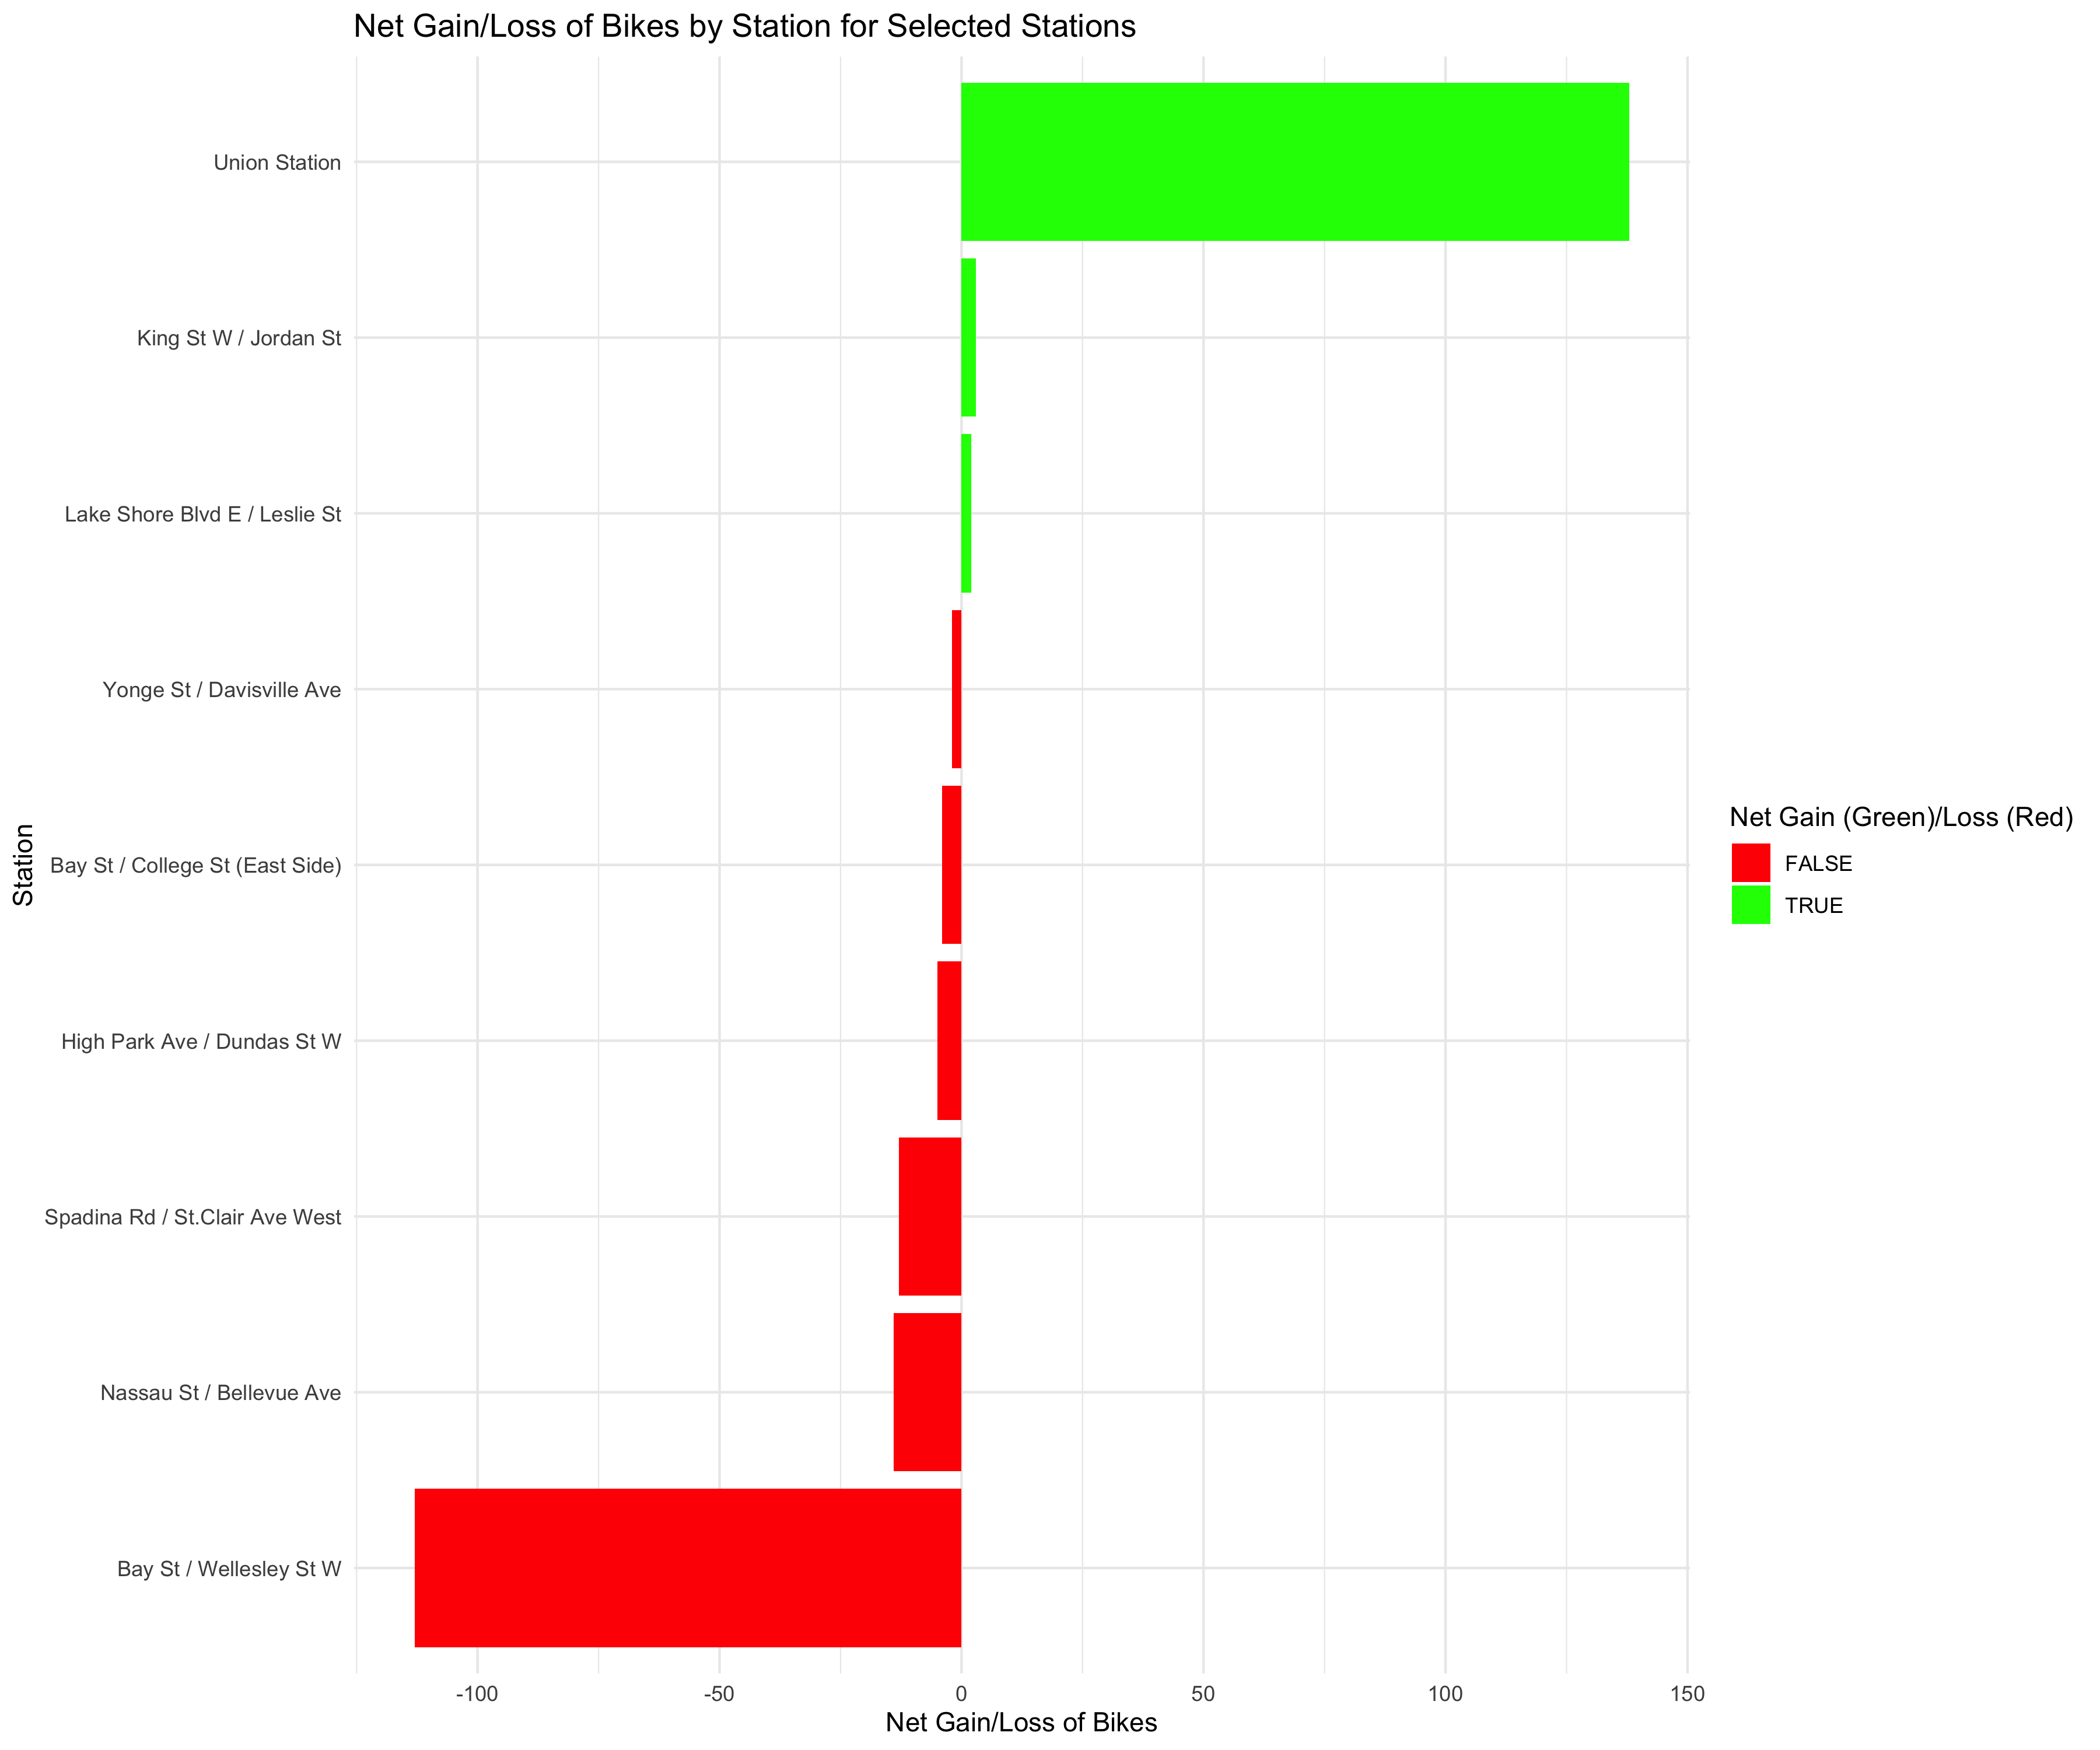 Net Gain/Loss of Bikes by Station for Selected Stations
Station
Union Station
King St W / Jordan St
Lake Shore Blvd E / Leslie St
Yonge St / Davisville Ave
Bay St / College St (East Side)
High Park Ave / Dundas St W
Spadina Rd / St.Clair Ave West
Nassau St / Bellevue Ave
Bay St / Wellesley St W
-100 -50 0 50 100 150
Net Gain/Loss of Bikes
Net Gain (Green)/Loss (Red)
FALSE
TRUE